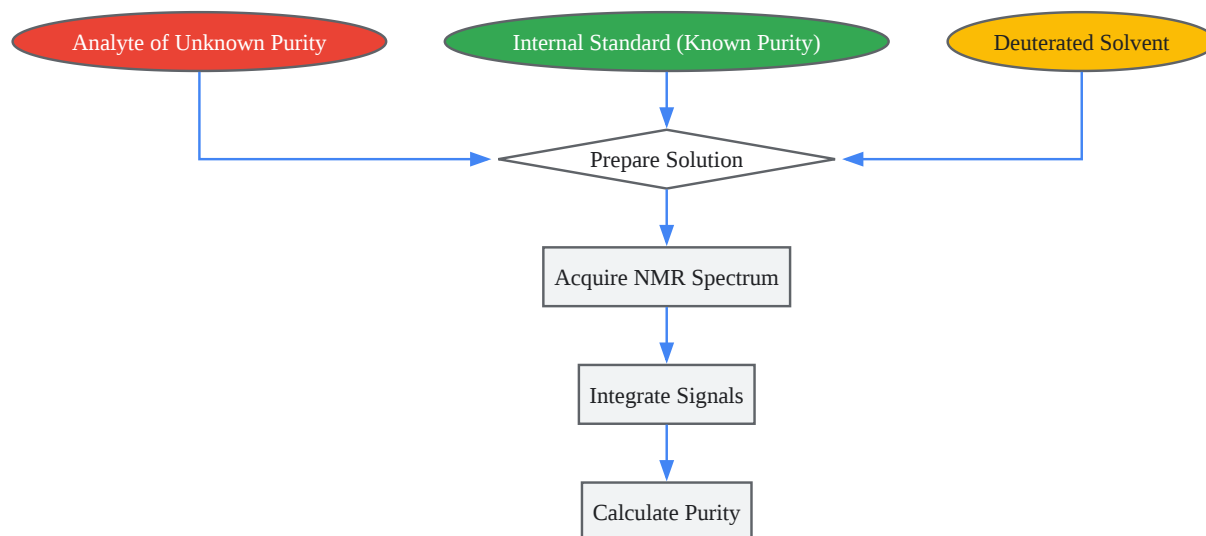 Analyte of Unknown Purity
Internal Standard (Known Purity)
Deuterated Solvent
Prepare Solution
Acquire NMR Spectrum
Integrate Signals
Calculate Purity